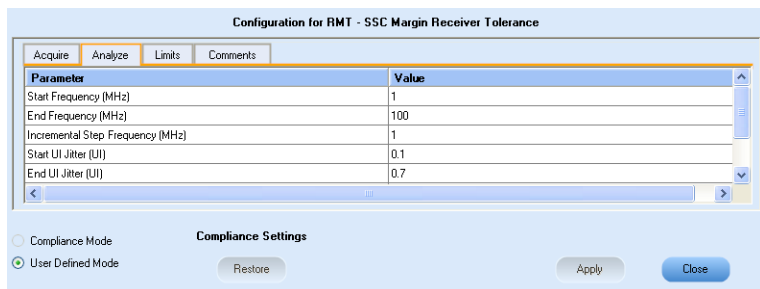 Configuration for RMT - SSC Margin Receiver Tolerance
Acquire Analyze Limits Comments
Parameter Value
Start Frequency (MHz) 1
End Frequency (MHz) 100
Incremental Step Frequency (MHz) 1
Start UI Jitter (UI) 0.1
End UI Jitter (UI) 0.7
Compliance Mode Compliance Settings
User Defined Mode Restore Apply Close